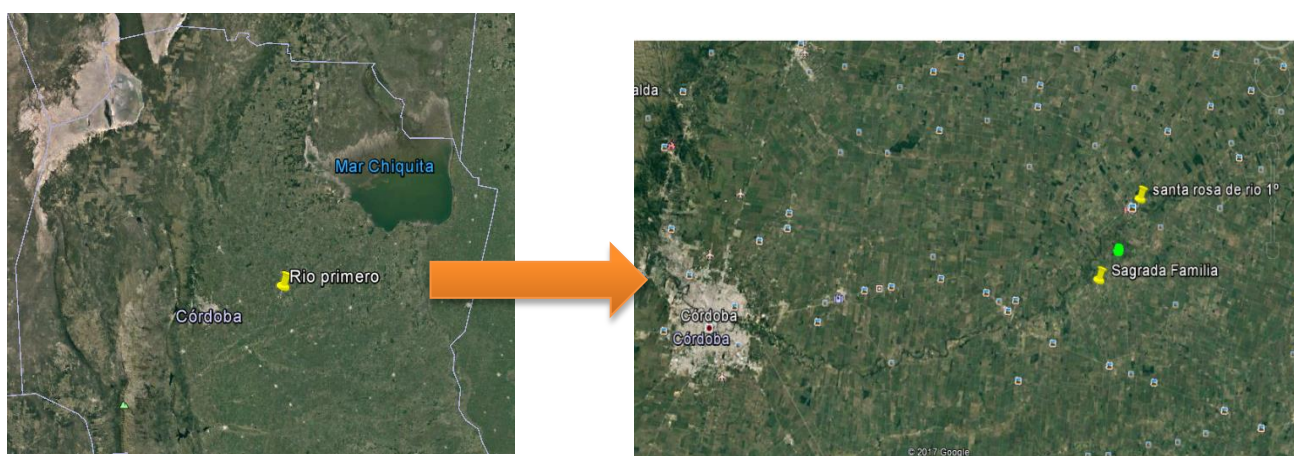 Mar Chiquita
Rio primero
Córdoba
alda
santa rosa de rio 1º
Sagrada Familia
Córdoba
Córdoba
© 2017 Google